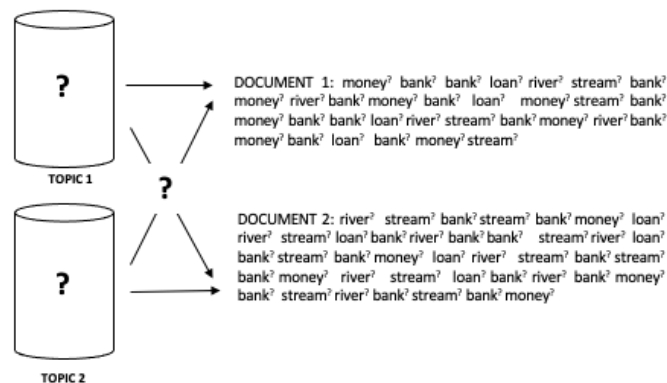 ?
TOPIC 1
?
?
TOPIC 2
DOCUMENT 1: money? bank? bank? loan? river? stream? bank?
money? river? bank? money? bank? loan? money? stream? bank?
money? bank? bank? loan? river? stream? bank? money? river? bank?
money? bank? loan? bank? money? stream?
DOCUMENT 2: river? stream? bank? stream? bank? money? loan?
river? stream? loan? bank? river? bank? bank? stream? river? loan?
bank? stream? bank? money? loan? river? stream? bank? stream?
bank? money? river? stream? loan? bank? river? bank? money?
bank? stream? river? bank? stream? bank? money?